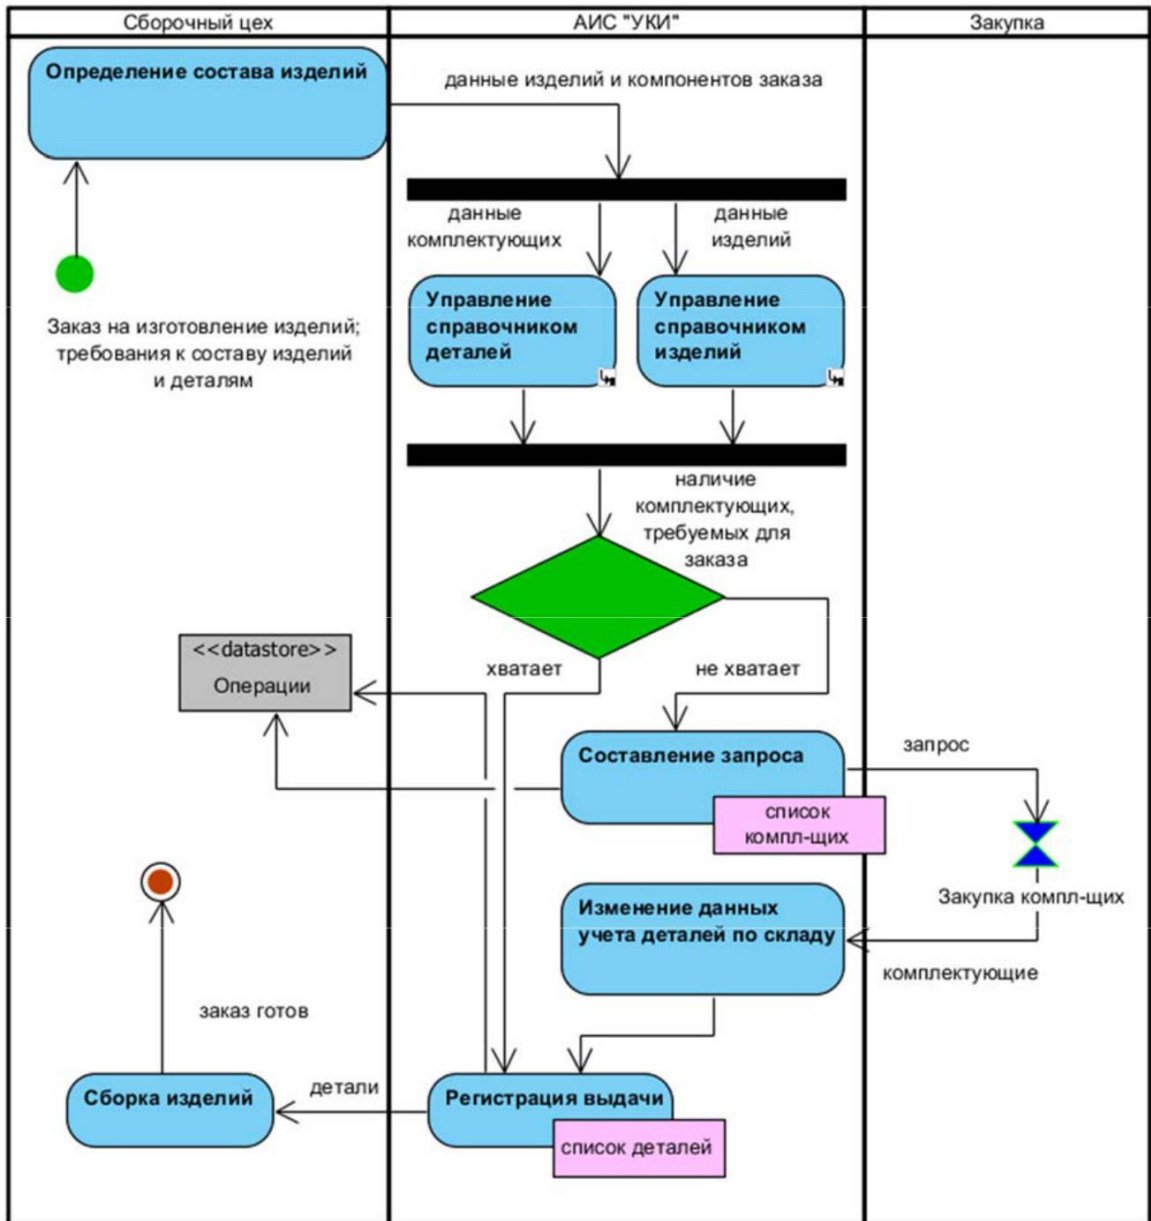 Сборочный цех
АИС "УКИ"
Закупка
Определение состава изделий
данные изделий и компонентов заказа
данные
комплектующих
данные
изделий
Заказ на изготовление изделий;
требования к составу изделий
и деталям
Управление
справочником
деталей
Управление
справочником
изделий
наличие
комплектующих,
требуемых для
заказа
<<datastore>>
Операции
хватает
не хватает
Составление запроса
список
компл-щих
запрос
Закупка компл-щих
Изменение данных
учета деталей по складу
комплектующие
заказ готов
Сборка изделий
детали
Регистрация выдачи
список деталей